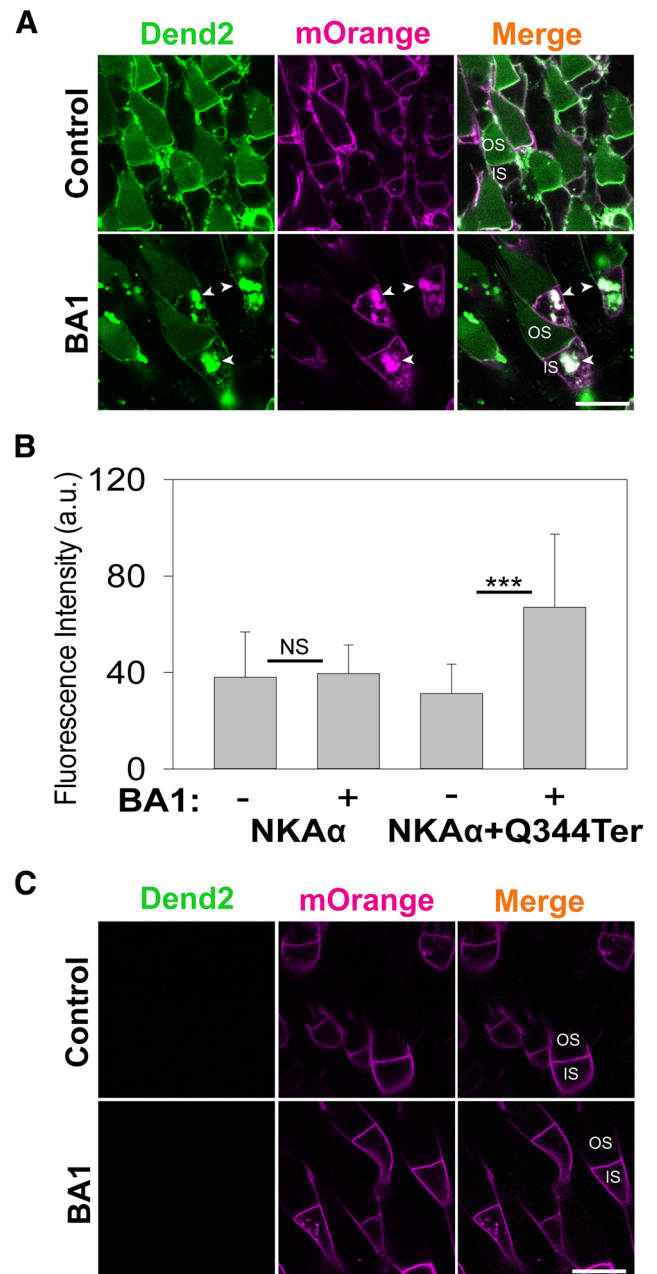 A
Dend2 mOrange Merge
Control
OS
IS
BA1
OS
IS
B
Fluorescence Intensity (a.u.)
120
80
40
0
NS
***
BA1: - + - +
NKAα NKAα+Q344Ter
C
Dend2 mOrange Merge
Control
OS
IS
BA1
OS
IS